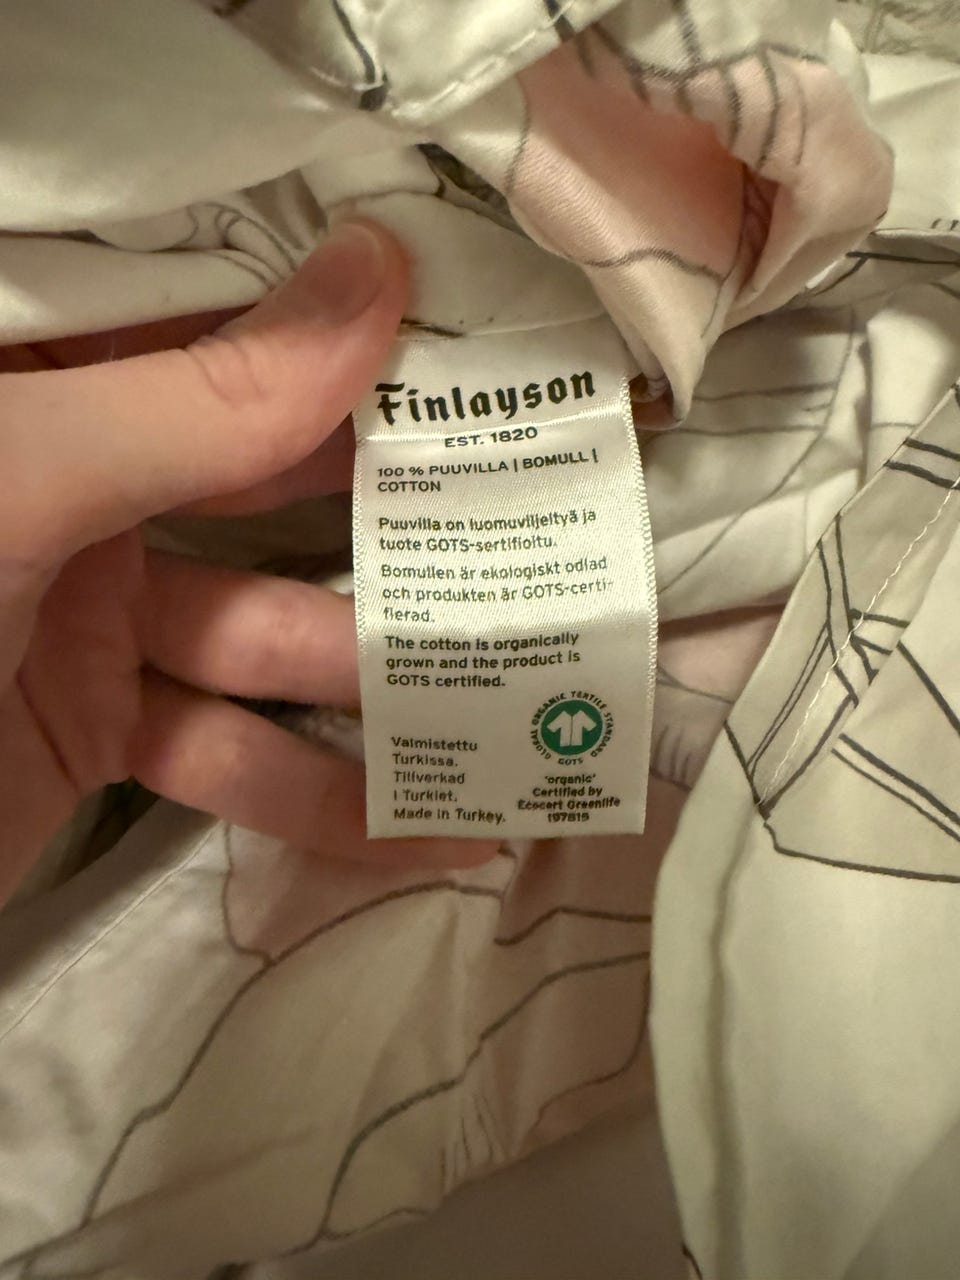 Finlayson
EST. 1820
100 % PUUVILLA | BOMULL |
COTTON
Puuvilla on luomuviljeltyä ja
tuote GOTS-sertifioitu.
Bomullen är ekologiskt odlad
och produkten är GOTS-certi-
fierad.
The cotton is organically
grown and the product is
GOTS certified.
GLOBAL ORGANIC TEXTILE STANDARD
GOTS
Valmistettu
Turkissa.
Tillverkad
i Turkiet.
Made in Turkey.
'organic'
Certified by
Ecocert Greenlife
197815